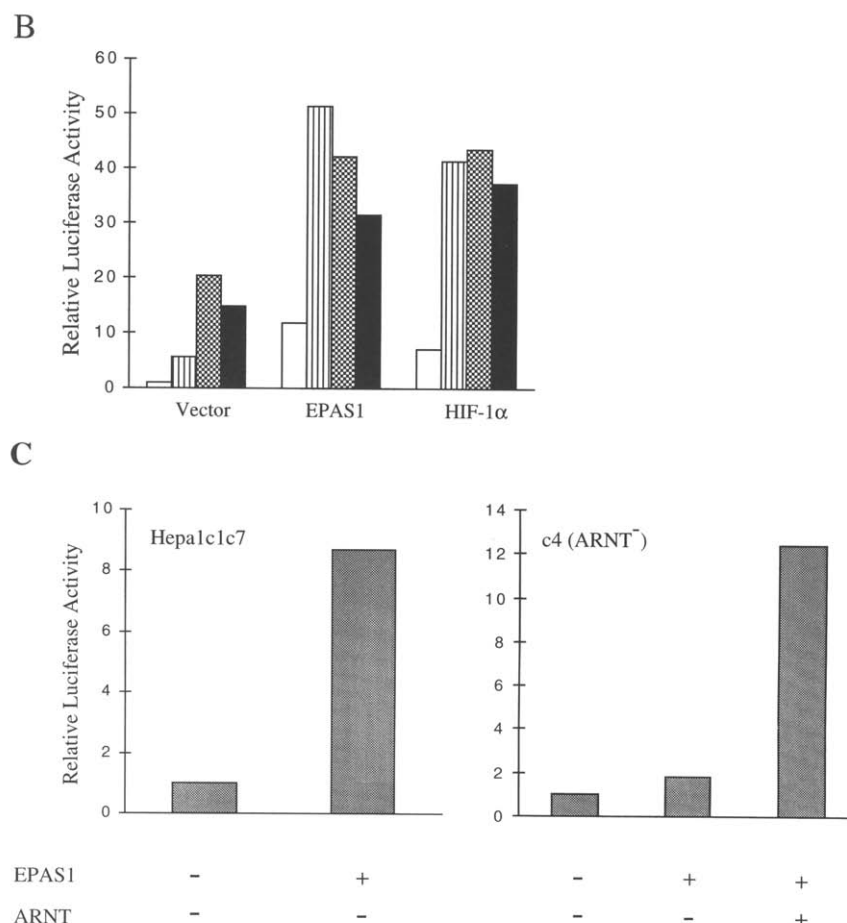 B
Relative Luciferase Activity
60
50
40
30
20
10
0
Vector EPAS1 HIF-1α
C
Relative Luciferase Activity
10
8
6
4
2
0
Hepa1c1c7
14
12
10
8
6
4
2
0
c4 (ARNT⁻)
EPAS1 - + - + +
ARNT - - - - +